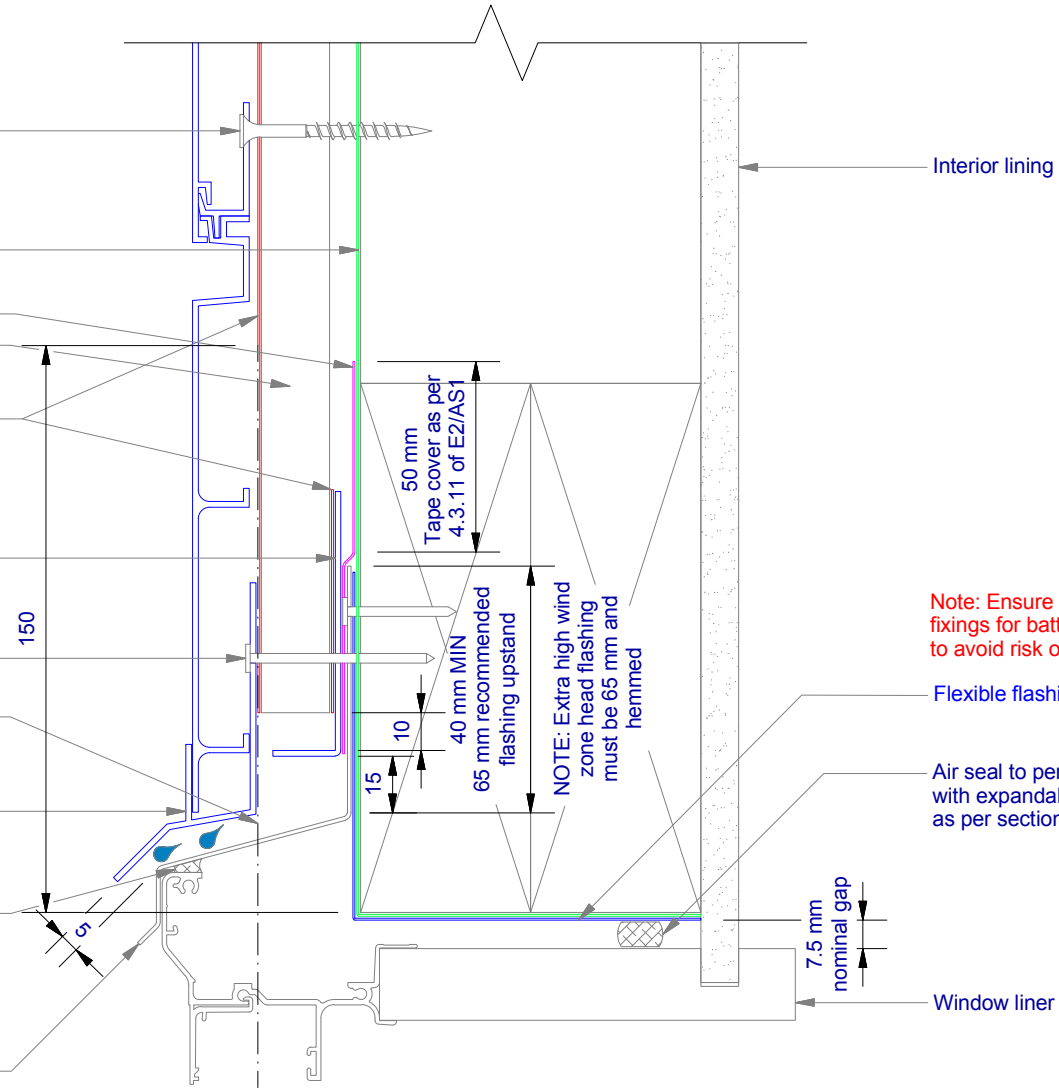 Interior lining
50 mm
Tape cover as per
4.3.11 of E2/AS1
150
40 mm MIN
65 mm recommended
flashing upstand
NOTE: Extra high wind
zone head flashing
must be 65 mm and
hemmed
10
15
5
Note: Ensure
fixings for batt
to avoid risk o
Flexible flashi
Air seal to per
with expandal
as per section
7.5 mm
nominal gap
Window liner